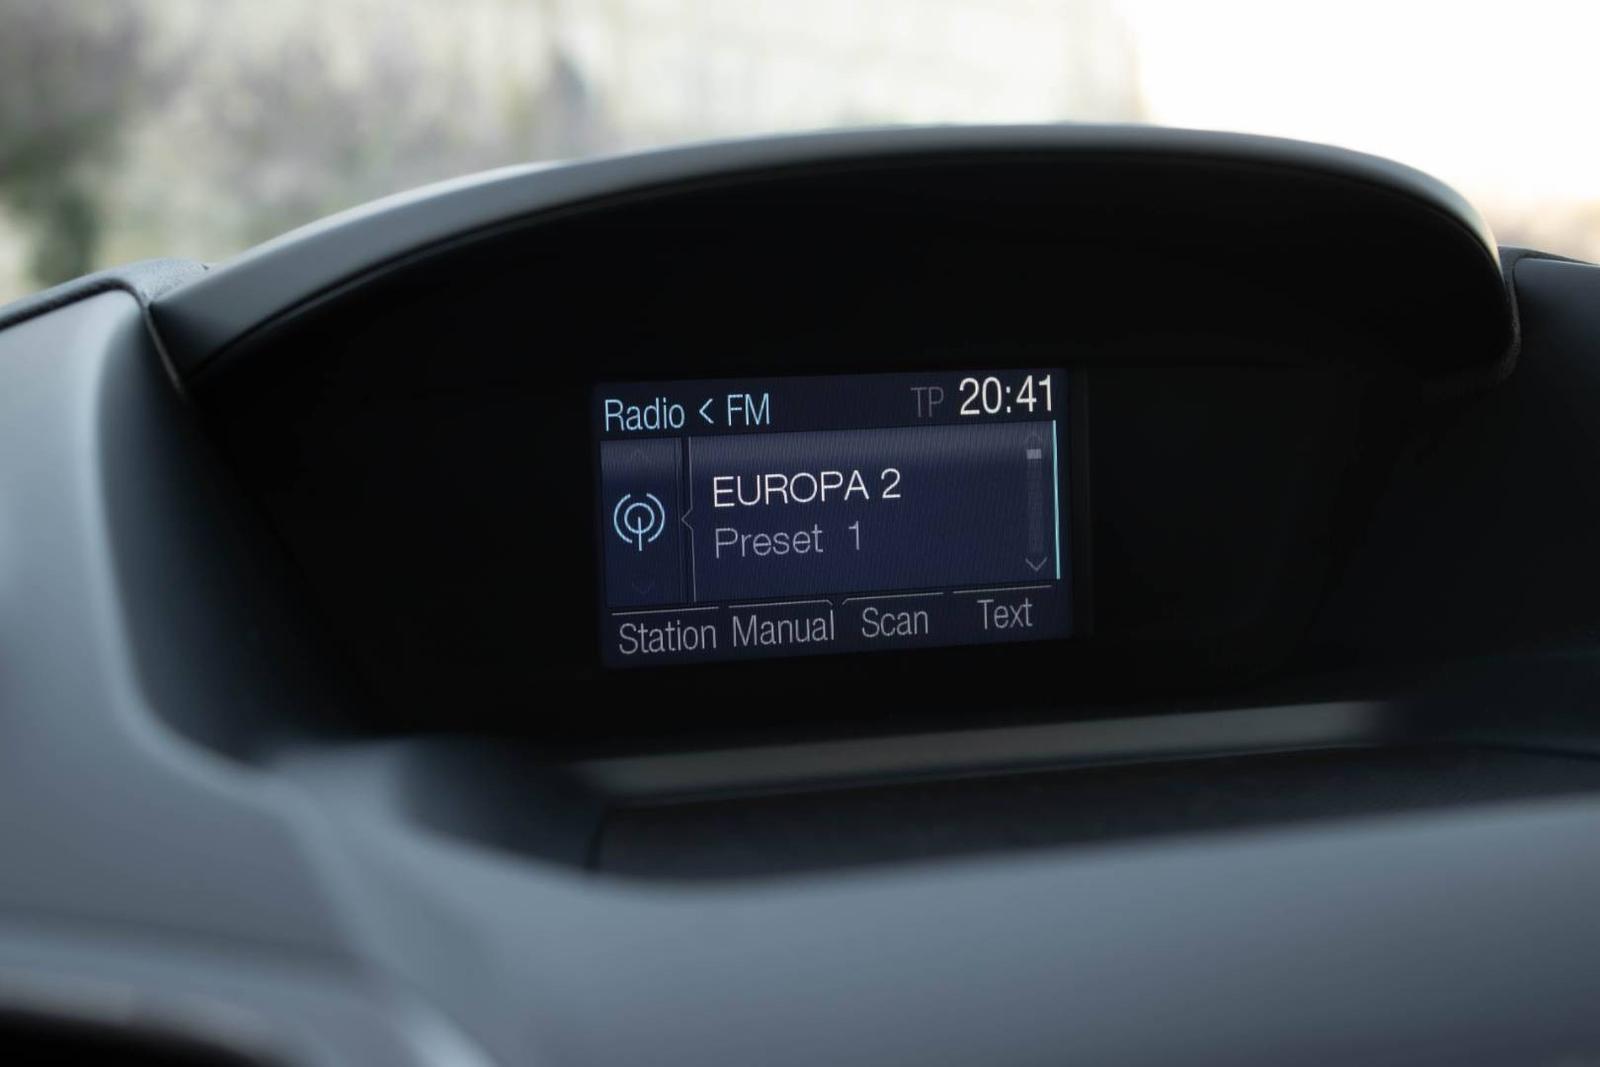 Radio < FM TP 20:41
EUROPA 2
Preset 1
Station Manual Scan Text